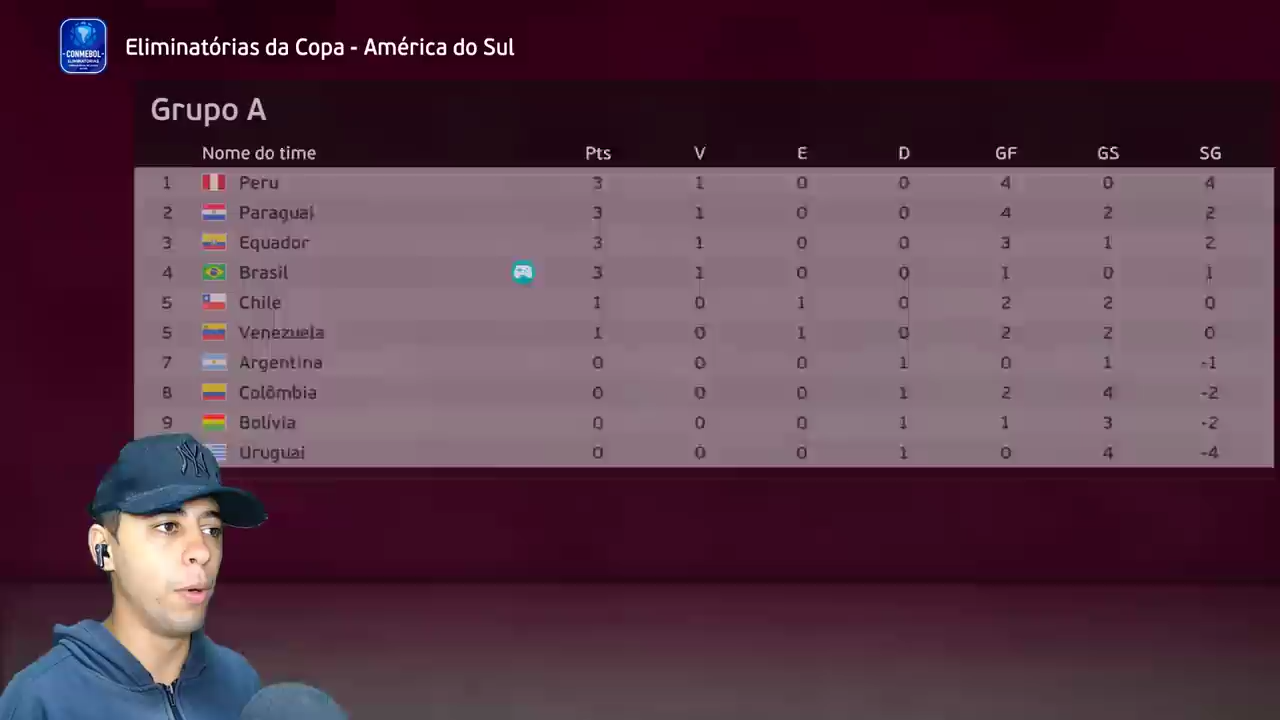 CONMEBOL
ELIMINATORIAS
Eliminatórias da Copa - América do Sul
Grupo A
Nome do time Pts V E D GF GS SG
1 Peru 3 1 0 0 4 0 4
2 Paraguai 3 1 0 0 4 2 2
3 Equador 3 1 0 0 3 1 2
4 Brasil 3 1 0 0 1 0 1
5 Chile 1 0 1 0 2 2 0
5 Venezuela 1 0 1 0 2 2 0
7 Argentina 0 0 0 1 0 1 -1
8 Colômbia 0 0 0 1 2 4 -2
9 Bolívia 0 0 0 1 1 3 -2
Uruguai 0 0 0 1 0 4 -4
NY